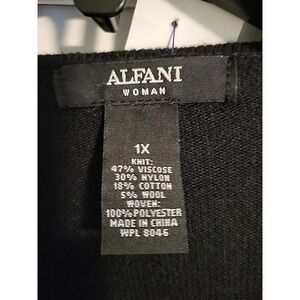 ALFANI
WOMAN
1X
KNIT:
47% VISCOSE
30% NYLON
18% COTTON
5% WOOL
WOVEN:
100% POLYESTER
MADE IN CHINA
WPL 8046